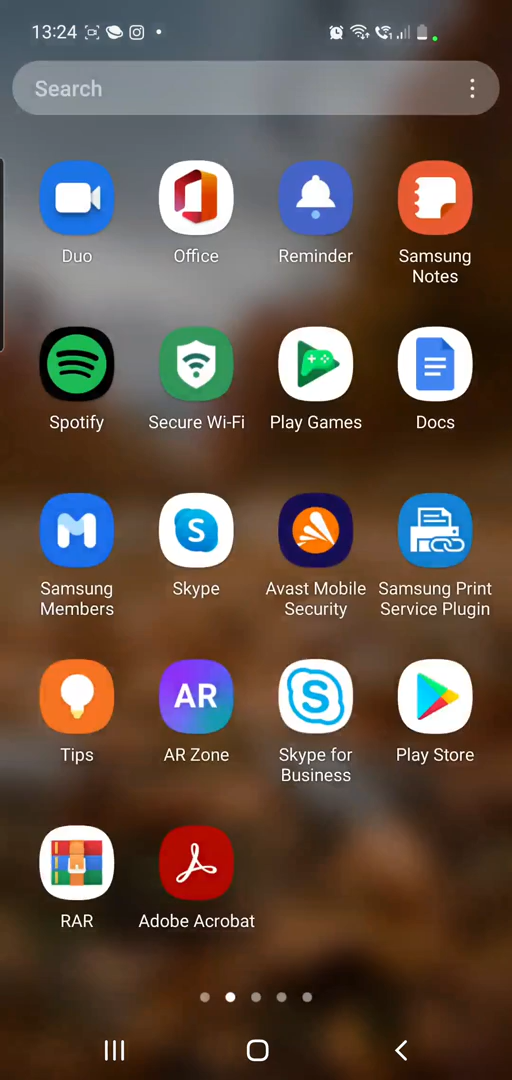 13:24
Search
Duo
Office
Reminder
Samsung
Notes
Spotify
Secure Wi-Fi
Play Games
Docs
Samsung
Members
S
Skype
Avast Mobile
Security
Samsung Print
Service Plugin
Tips
AR
AR Zone
S
Skype for
Business
Play Store
RAR
Adobe Acrobat